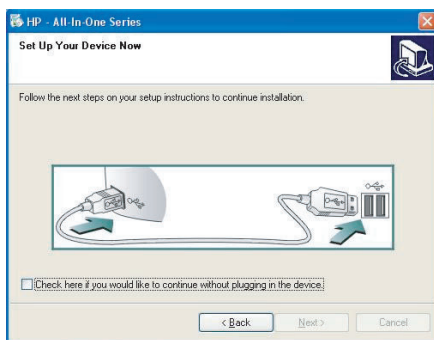 HP - All-In-One Series
Set Up Your Device Now
Follow the next steps on your setup instructions to continue installation.
Check here if you would like to continue without plugging in the device.
< Back
Next >
Cancel